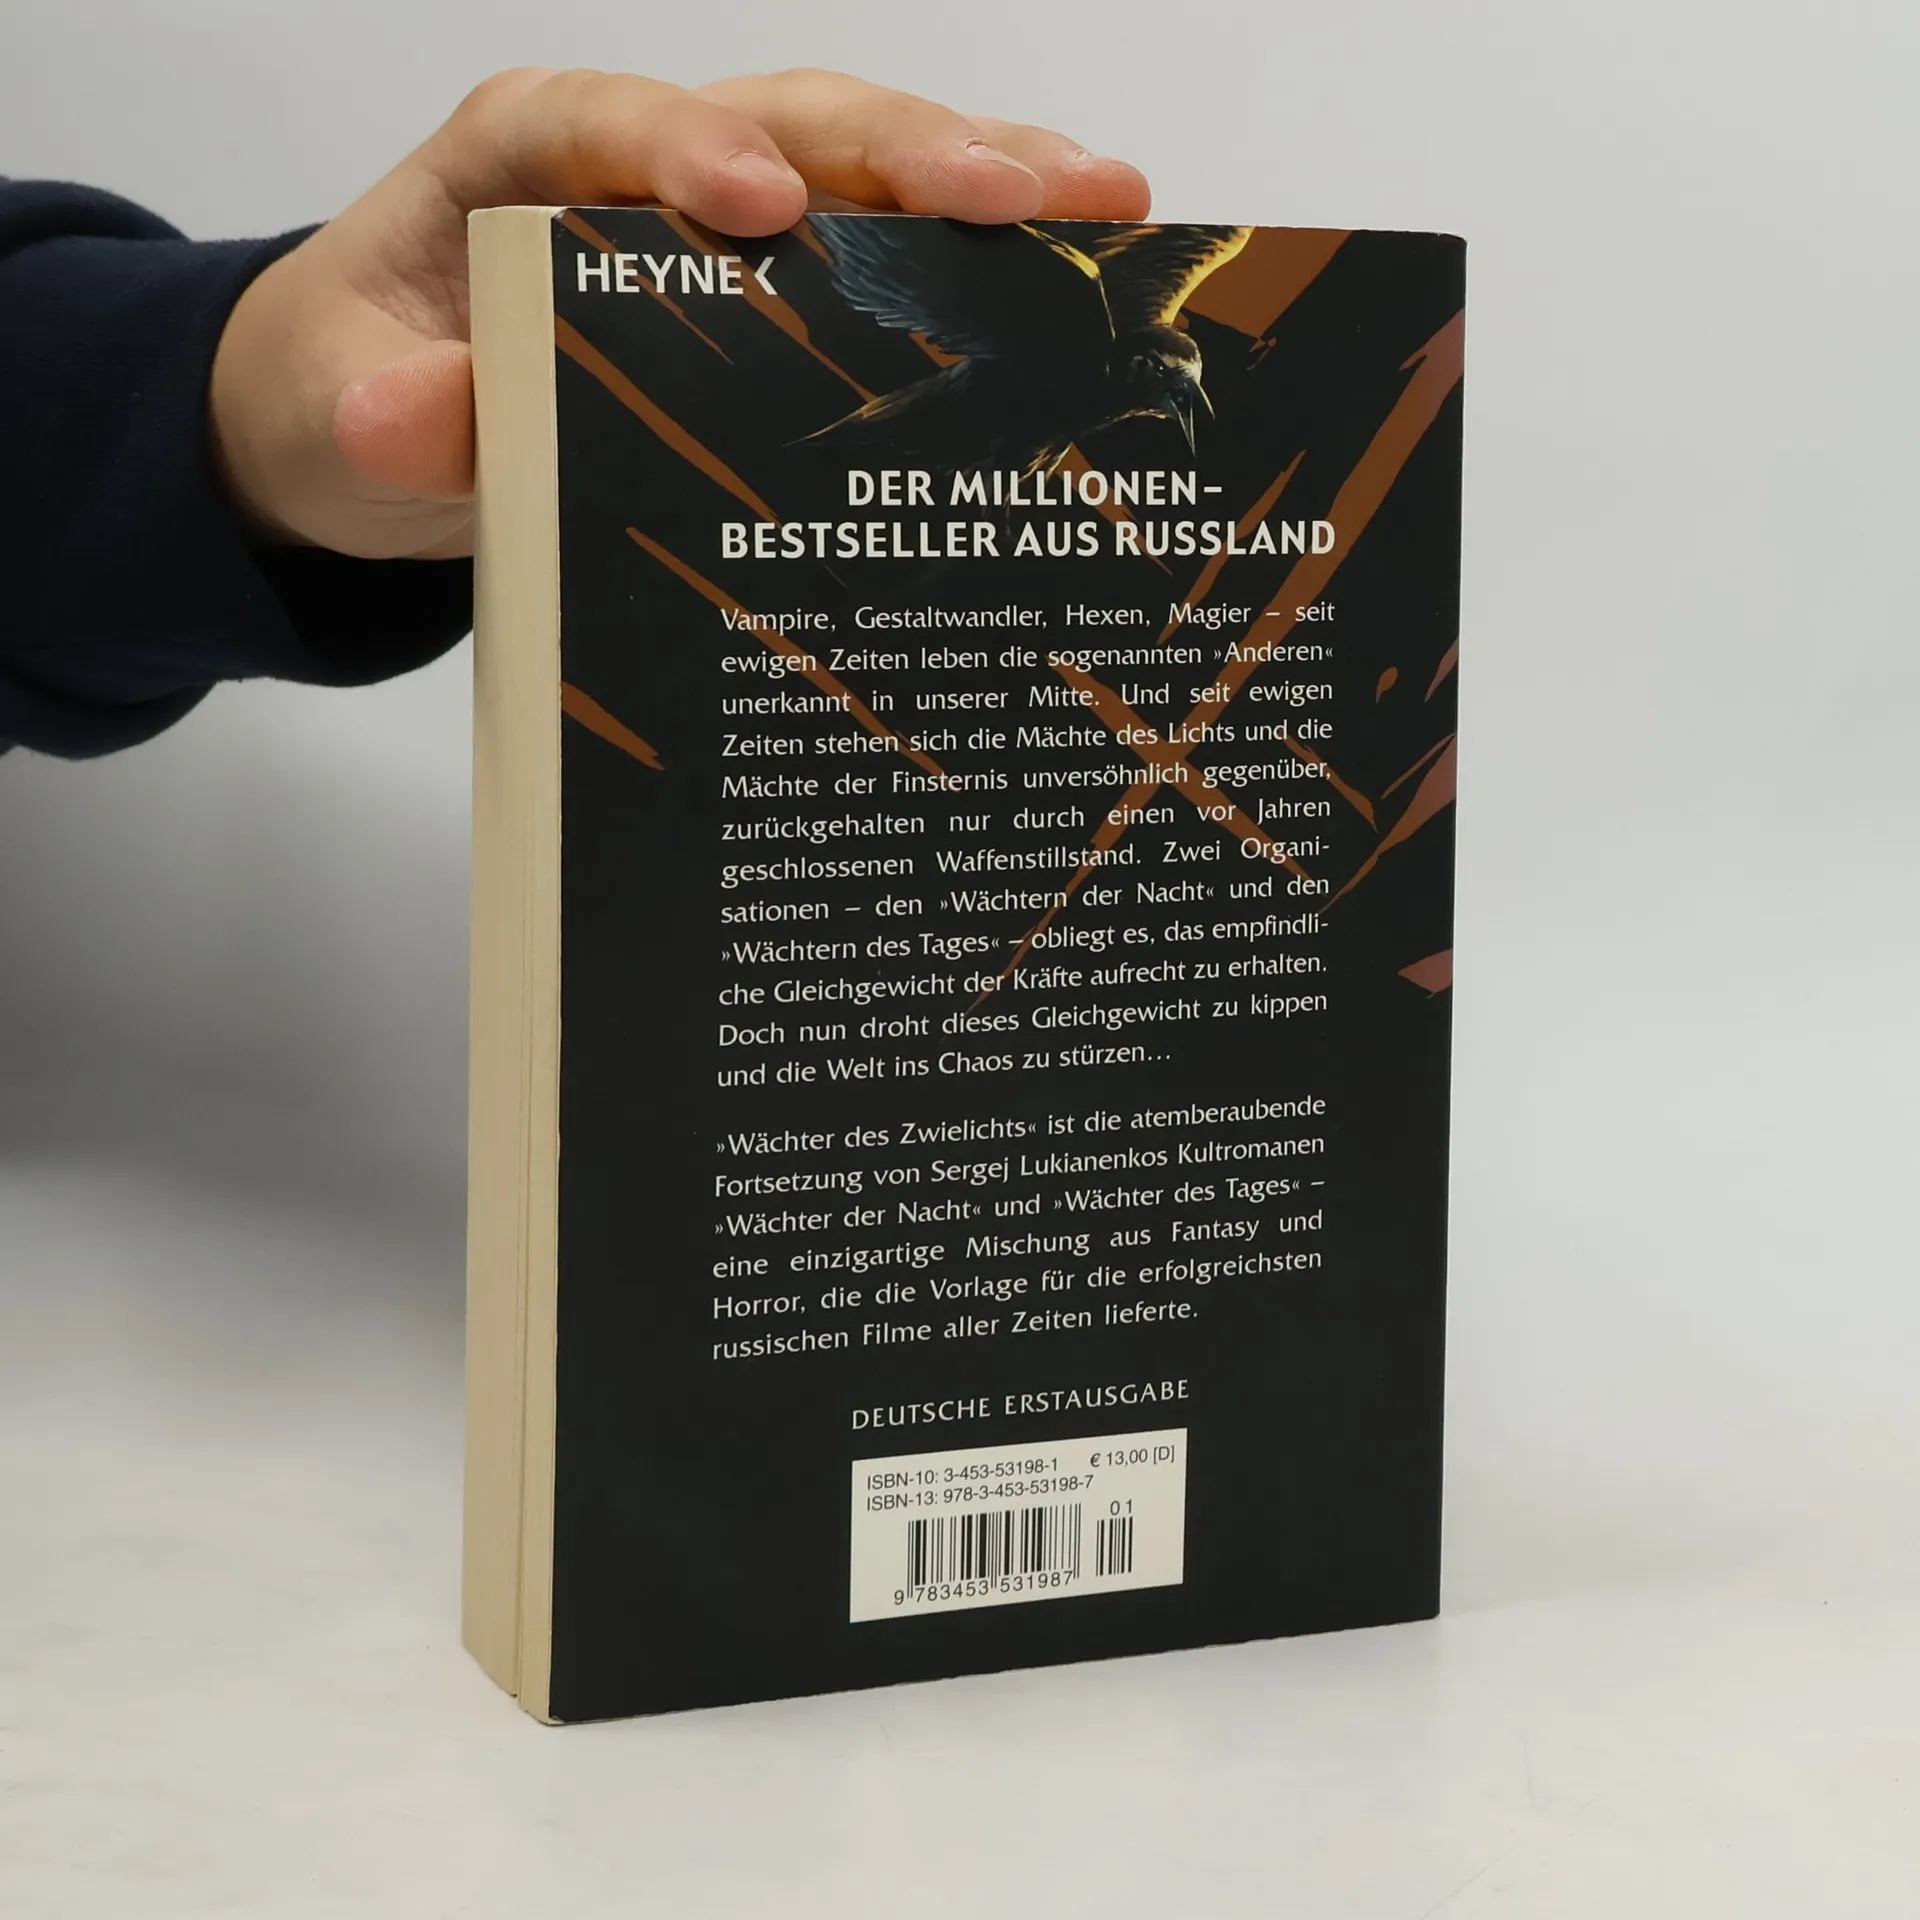 HEYNE<
DER MILLIONEN-
BESTSELLER AUS RUSSLAND
Vampire, Gestaltwandler, Hexen, Magier – seit
ewigen Zeiten leben die sogenannten »Anderen«
unerkannt in unserer Mitte. Und seit ewigen
Zeiten stehen sich die Mächte des Lichts und die
Mächte der Finsternis unversöhnlich gegenüber,
zurückgehalten nur durch einen vor Jahren
geschlossenen Waffenstillstand. Zwei Organi-
sationen – den »Wächtern der Nacht« und den
»Wächtern des Tages« – obliegt es, das empfindli-
che Gleichgewicht der Kräfte aufrecht zu erhalten.
Doch nun droht dieses Gleichgewicht zu kippen
und die Welt ins Chaos zu stürzen...
»Wächter des Zwielichts« ist die atemberaubende
Fortsetzung von Sergej Lukianenkos Kultromanen
»Wächter der Nacht« und »Wächter des Tages« –
eine einzigartige Mischung aus Fantasy und
Horror, die die Vorlage für die erfolgreichsten
russischen Filme aller Zeiten lieferte.
DEUTSCHE ERSTAUSGABE
ISBN-10: 3-453-53198-1 € 13,00 [D]
ISBN-13: 978-3-453-53198-7
01
9 783453 531987